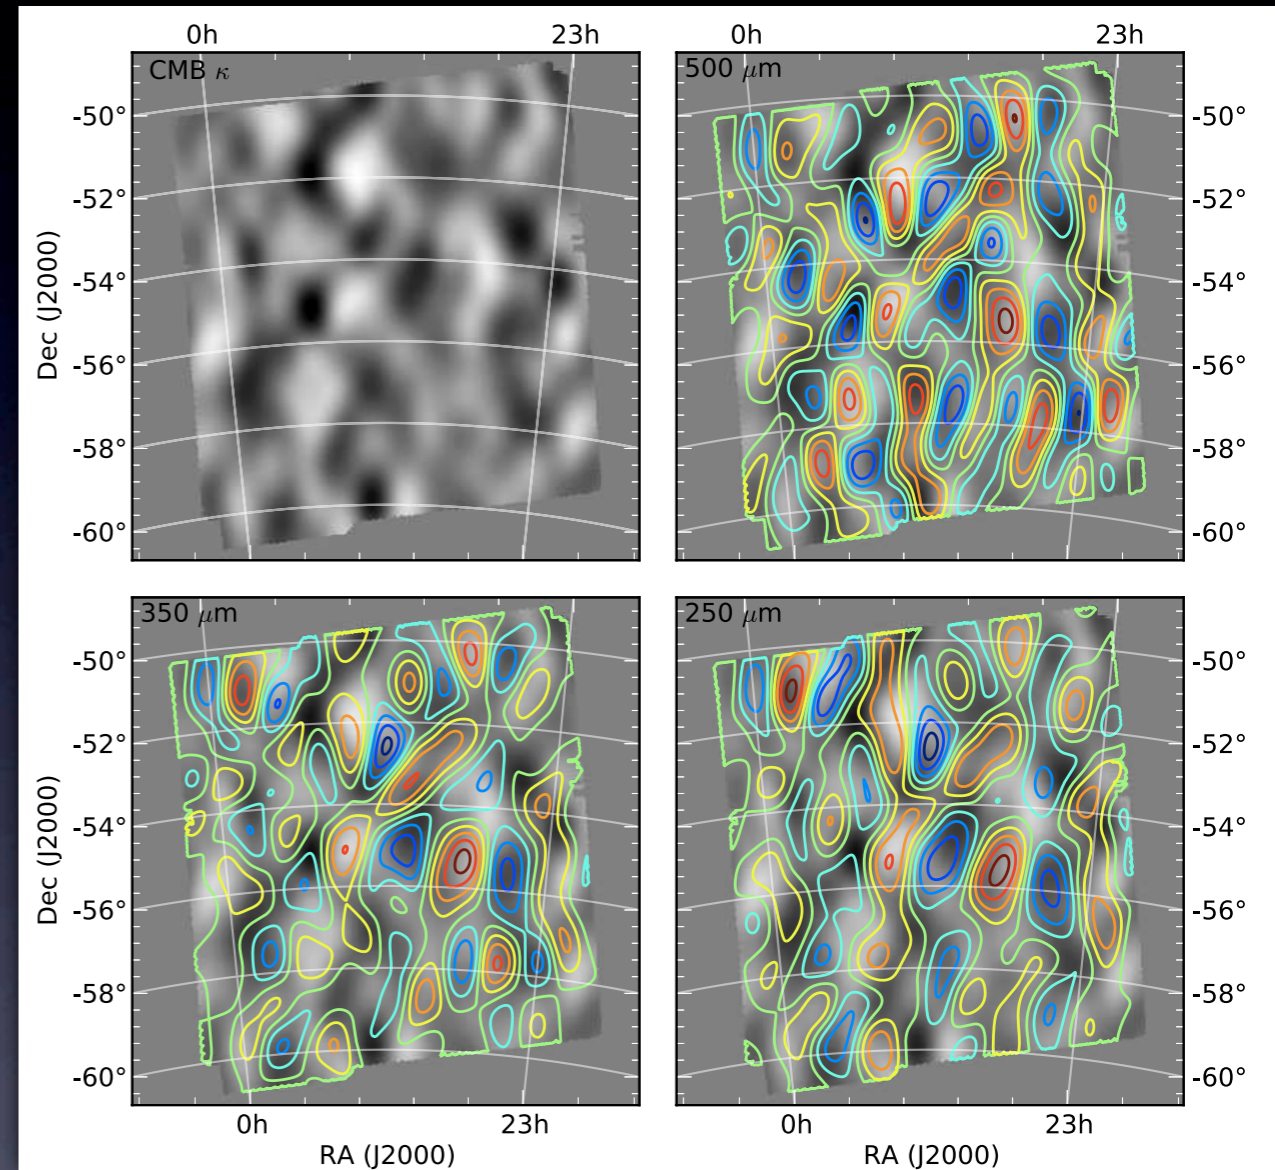 0h 23h 0h 23h
CMB κ 500 μm
-50° -50°
-52° -52°
-54° -54°
-56° -56°
-58° -58°
-60° -60°
Dec (J2000)
350 μm 250 μm
-50° -50°
-52° -52°
-54° -54°
-56° -56°
-58° -58°
-60° -60°
Dec (J2000)
0h 23h 0h 23h
RA (J2000) RA (J2000)